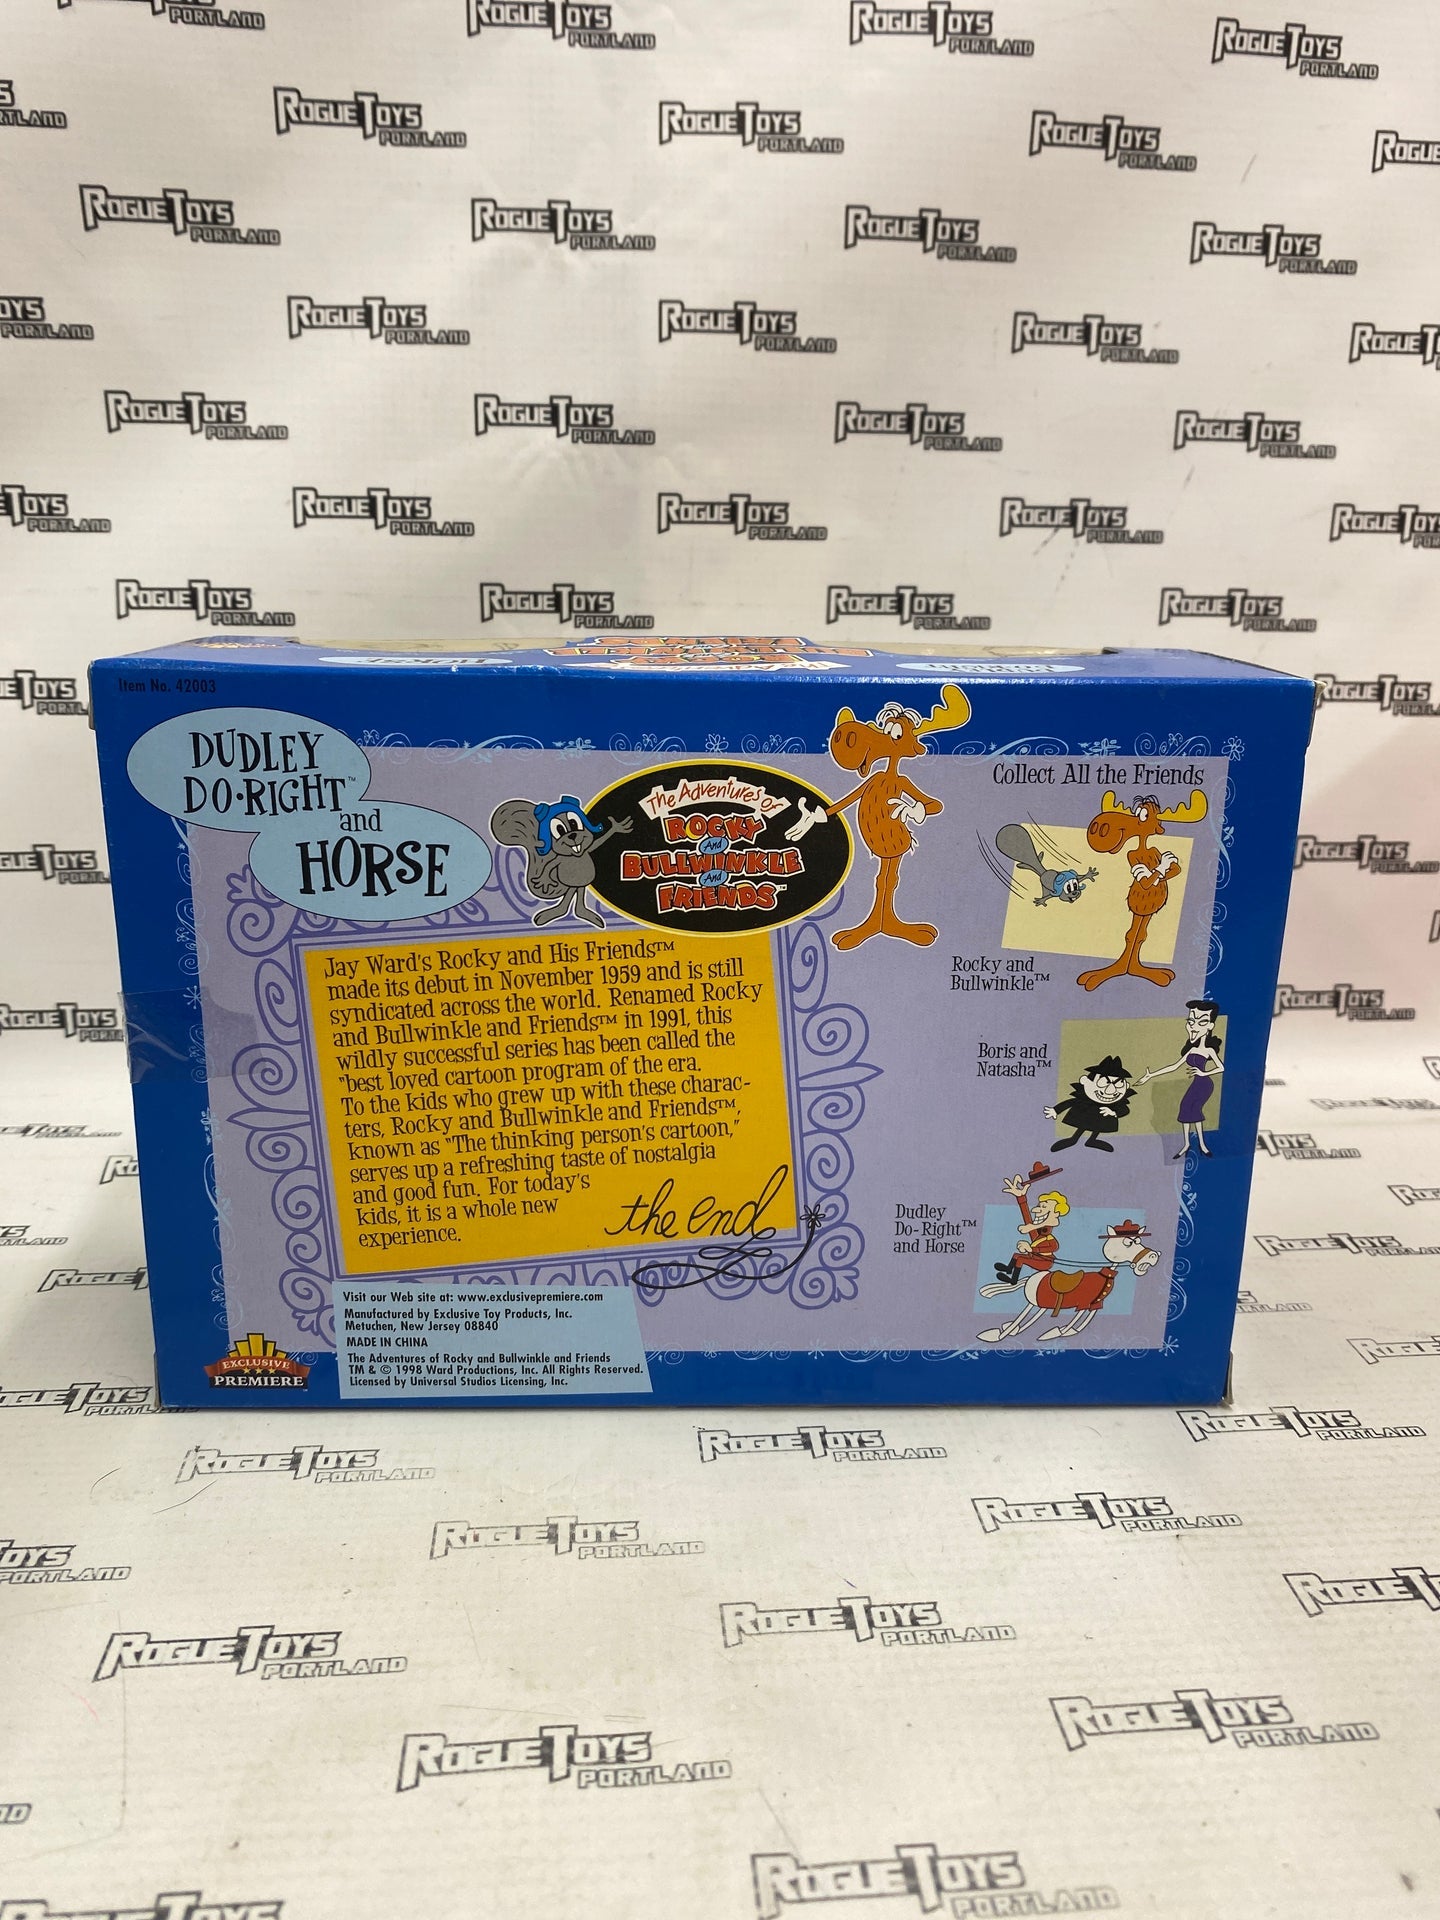 Item No. 42003
DUDLEY
DO·RIGHT™
and
HORSE
The Adventures of
ROCKY
And
BULLWINKLE
And
FRIENDS™
Collect All the Friends
Jay Ward's Rocky and His Friends™
made its debut in November 1959 and is still
syndicated across the world. Renamed Rocky
and Bullwinkle and Friends™ in 1991, this
wildly successful series has been called the
"best loved cartoon program of the era.
To the kids who grew up with these charac-
ters, Rocky and Bullwinkle and Friends™,
known as "The thinking person's cartoon,"
serves up a refreshing taste of nostalgia
and good fun. For today's
kids, it is a whole new
experience.
the end
Rocky and
Bullwinkle™
Boris and
Natasha™
Dudley
Do-Right™
and Horse
Visit our Web site at: www.exclusivepremiere.com
Manufactured by Exclusive Toy Products, Inc.
Metuchen, New Jersey 08840
MADE IN CHINA
The Adventures of Rocky and Bullwinkle and Friends
TM & © 1998 Ward Productions, Inc. All Rights Reserved.
Licensed by Universal Studios Licensing, Inc.
EXCLUSIVE
PREMIERE™
ROGUE TOYS
PORTLAND